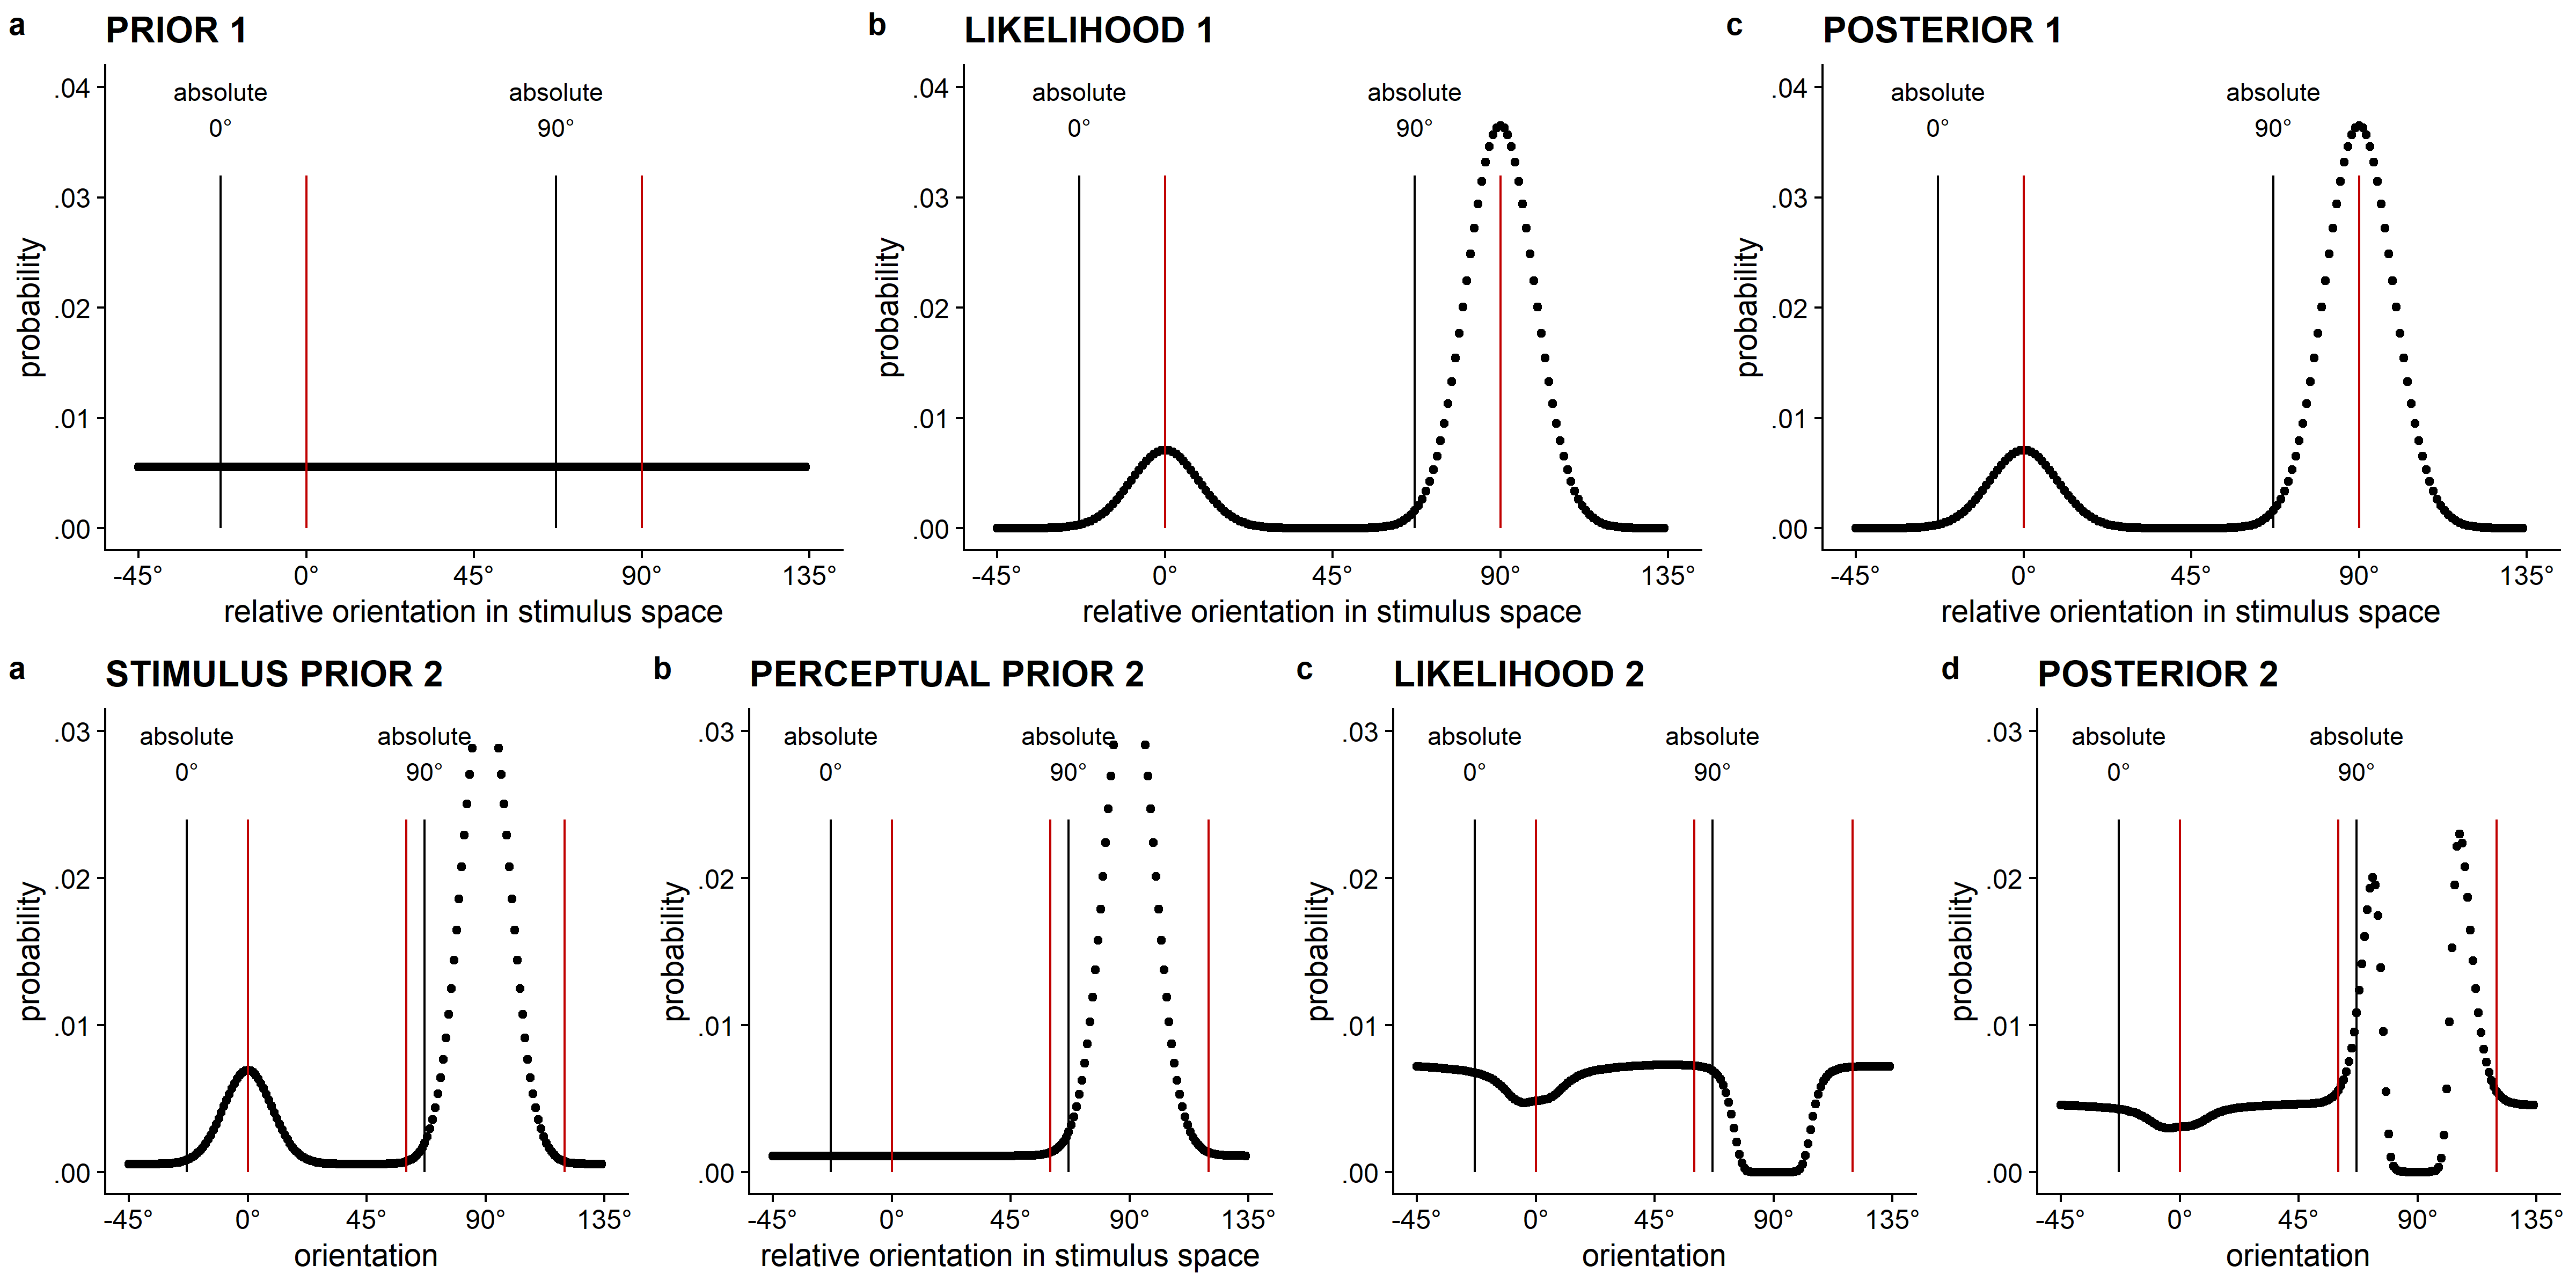 a PRIOR 1
.04
.03
.02
.01
.00
probability
absolute
0°
absolute
90°
-45° 0° 45° 90° 135°
relative orientation in stimulus space
b LIKELIHOOD 1
.04
.03
.02
.01
.00
probability
absolute
0°
absolute
90°
-45° 0° 45° 90° 135°
relative orientation in stimulus space
c POSTERIOR 1
.04
.03
.02
.01
.00
probability
absolute
0°
absolute
90°
-45° 0° 45° 90° 135°
relative orientation in stimulus space
a STIMULUS PRIOR 2
.03
.02
.01
.00
probability
absolute
0°
absolute
90°
-45° 0° 45° 90° 135°
orientation
b PERCEPTUAL PRIOR 2
.03
.02
.01
.00
probability
absolute
0°
absolute
90°
-45° 0° 45° 90° 135°
relative orientation in stimulus space
c LIKELIHOOD 2
.03
.02
.01
.00
probability
absolute
0°
absolute
90°
-45° 0° 45° 90° 135°
orientation
d POSTERIOR 2
.03
.02
.01
.00
probability
absolute
0°
absolute
90°
-45° 0° 45° 90° 135°
orientation